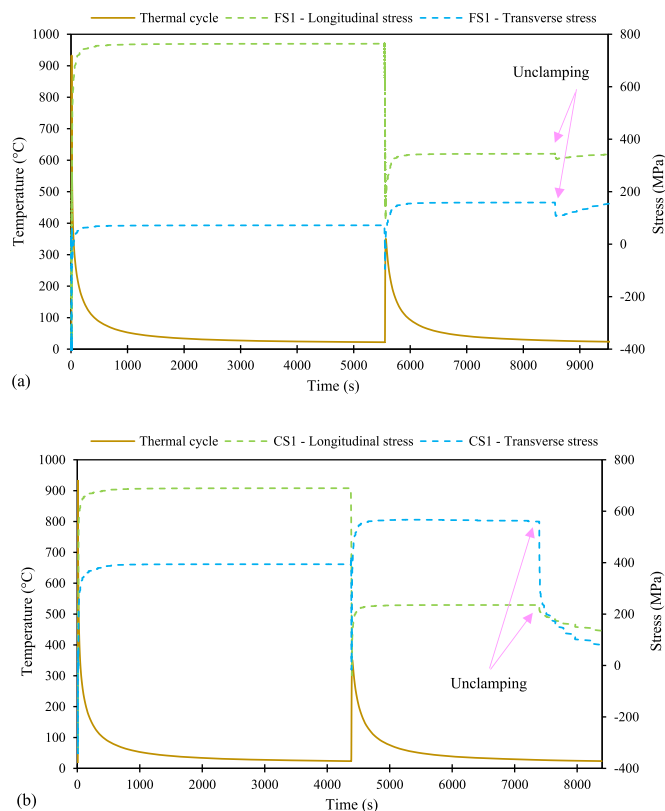 Thermal cycle FS1 - Longitudinal stress FS1 - Transverse stress
1000 800
900
800 600
700
600 400
500 200
400
300 0
200
100 -200
0 -400
Temperature (°C)
Stress (MPa)
Unclamping
0 1000 2000 3000 4000 5000 6000 7000 8000 9000
Time (s)
(a)
Thermal cycle CS1 - Longitudinal stress CS1 - Transverse stress
1000 800
900
800 600
700
600 400
500 200
400
300 0
200
100 -200
0 -400
Temperature (°C)
Stress (MPa)
Unclamping
0 1000 2000 3000 4000 5000 6000 7000 8000
Time (s)
(b)